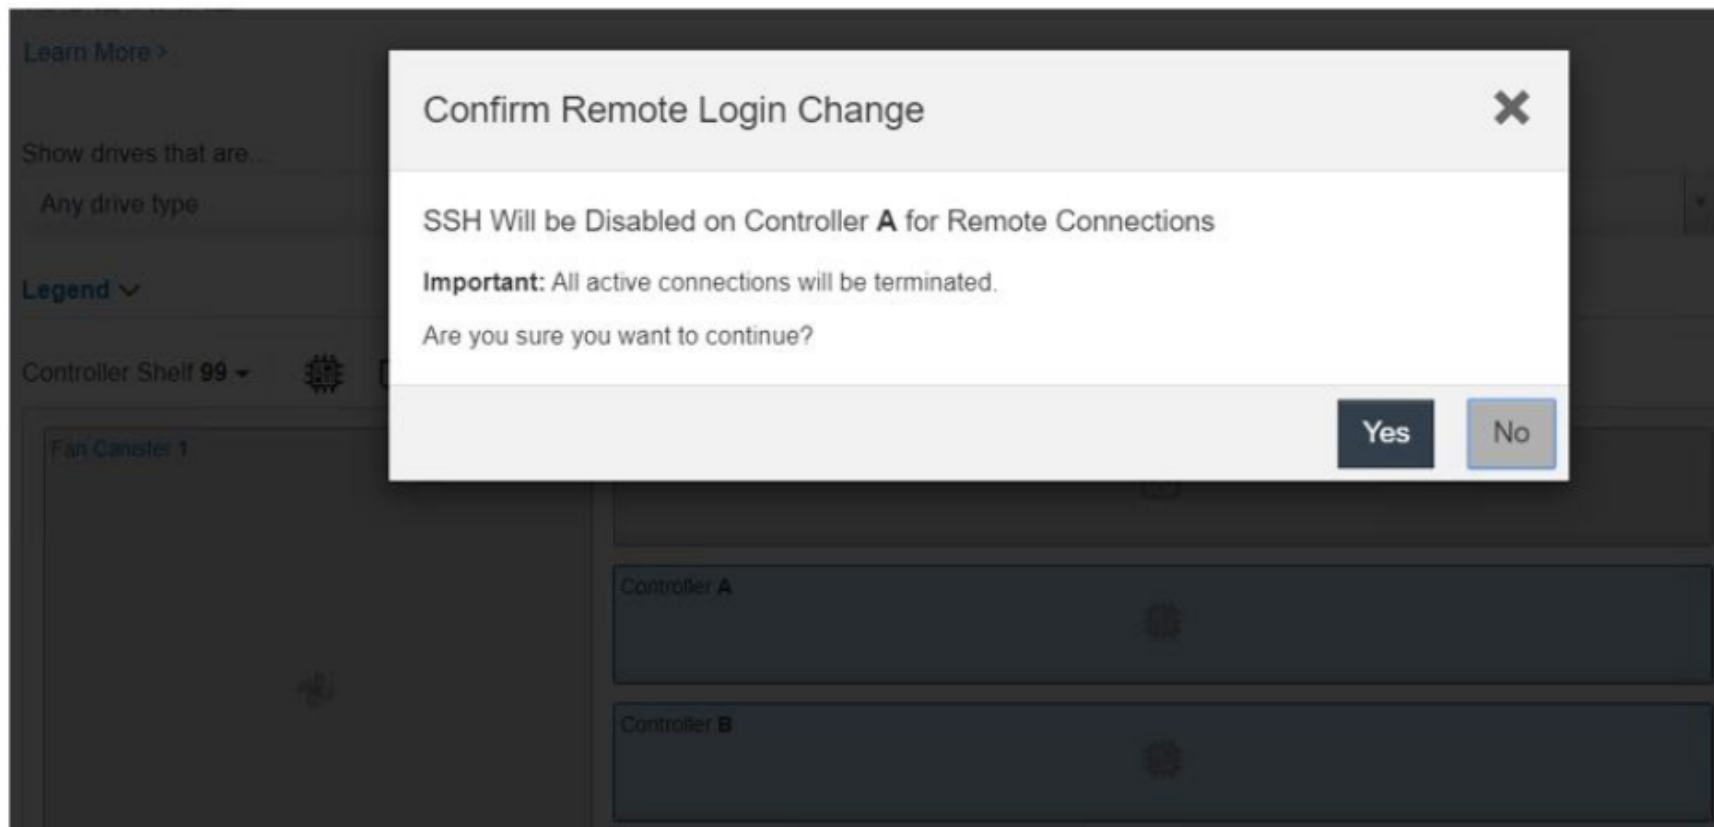 Learn More >
Confirm Remote Login Change
Show drives that are...
Any drive type
SSH Will be Disabled on Controller A for Remote Connections
Important: All active connections will be terminated.
Are you sure you want to continue?
Legend
Controller Shelf 99
Yes
No
Fan Canister 1
Controller A
Controller B